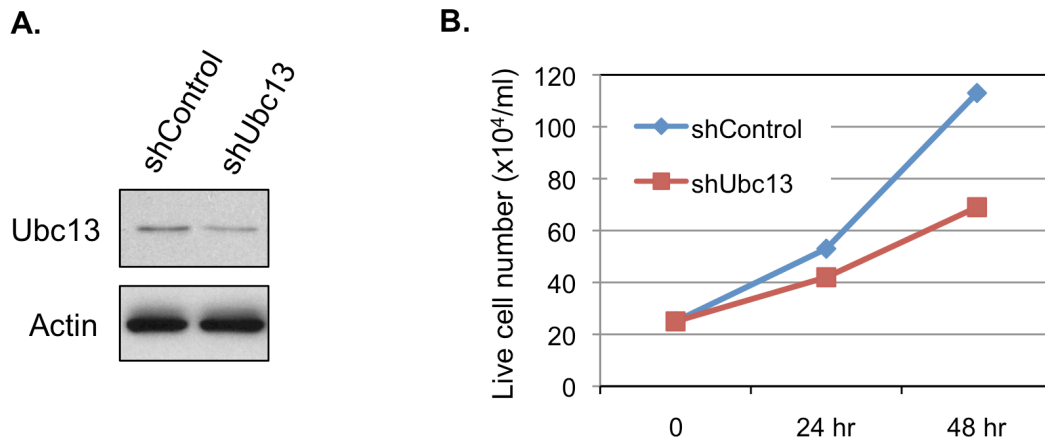 A.
shControl
shUbc13
Ubc13
Actin
B.
Live cell number (x10⁴/ml)
120
100
80
60
40
20
0
shControl
shUbc13
0
24 hr
48 hr